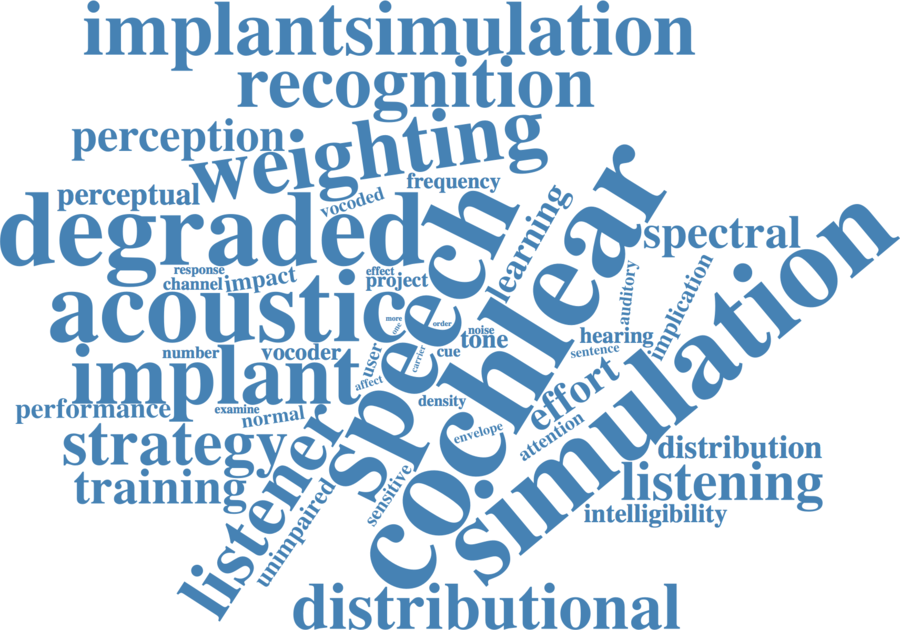 implantsimulation
recognition
perception
weighting
perceptual
vocoded
frequency
degraded
speech
learning
cochlear
spectral
simulation
response
channel
impact
effect
project
acoustic
auditory
implication
more
one
order
noise
tone
hearing
sentence
number
vocoder
user
carrier
cue
implant
affect
effort
performance
examine
normal
density
strategy
listener
envelope
attention
distribution
training
unimpaired
sensitive
listening
intelligibility
distributional